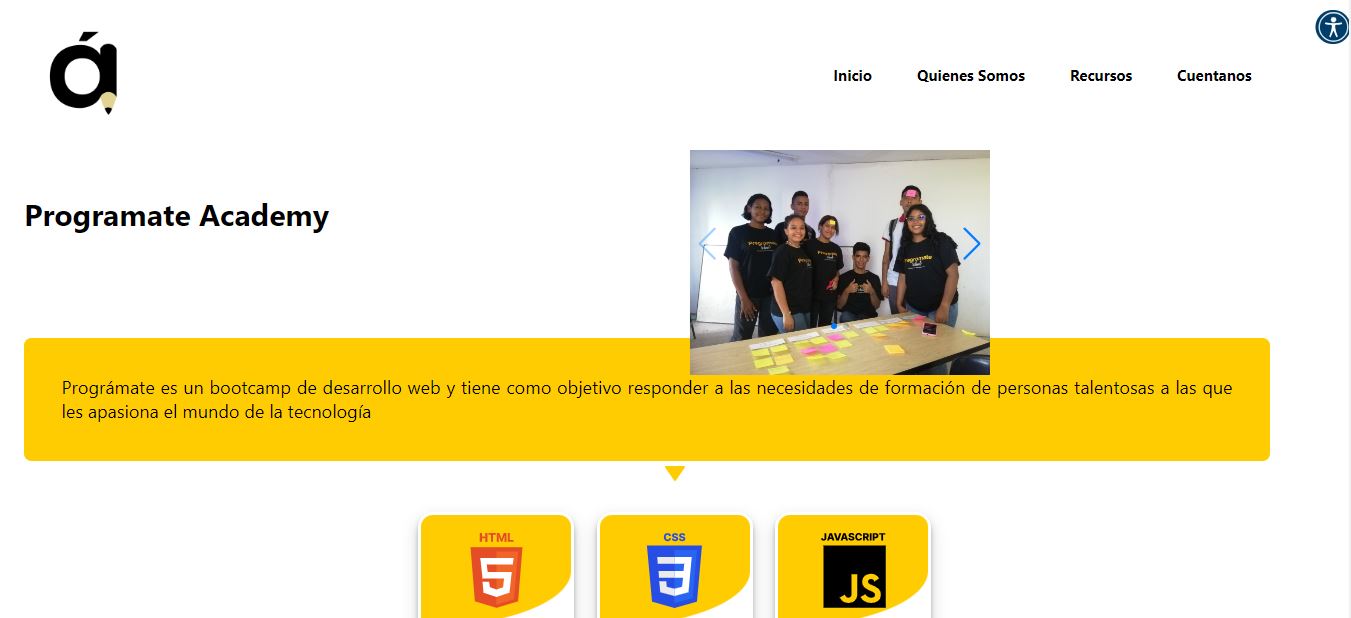 á
Inicio Quienes Somos Recursos Cuentanos
Programate Academy
Prográmate es un bootcamp de desarrollo web y tiene como objetivo responder a las necesidades de formación de personas talentosas a las que
les apasiona el mundo de la tecnología
HTML CSS JAVASCRIPT
5 3 JS